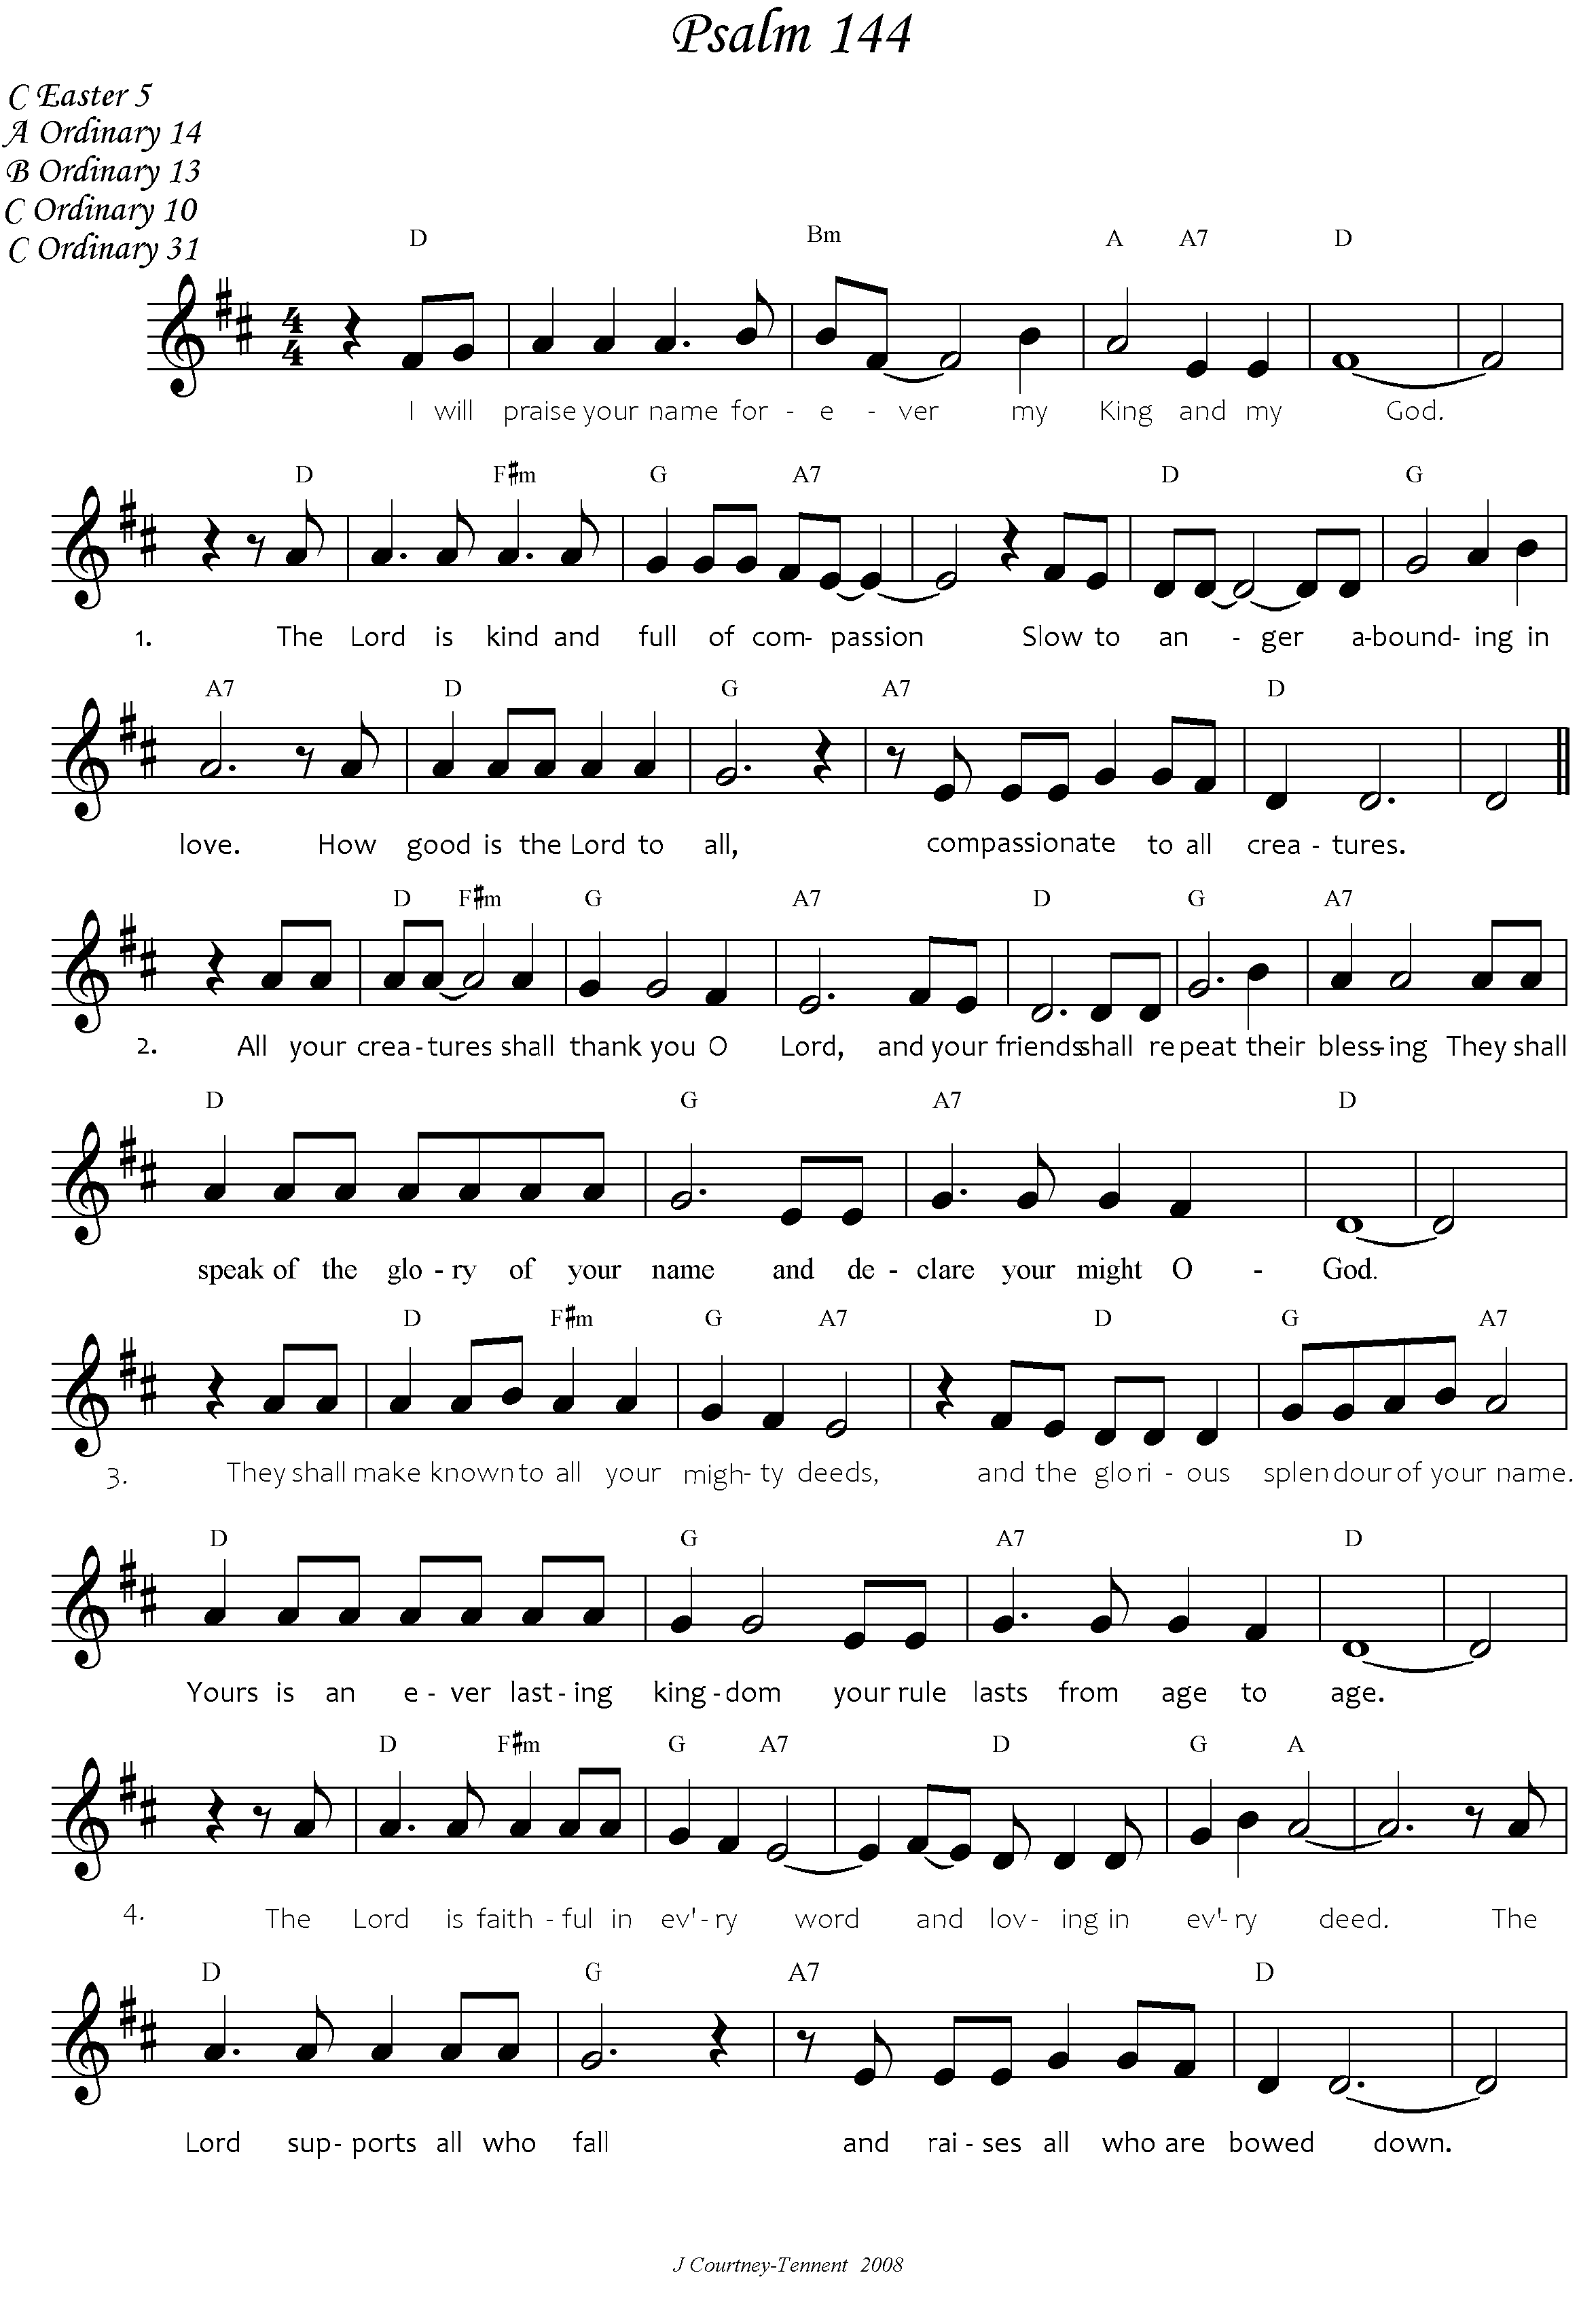 Psalm 144
C Easter 5
A Ordinary 14
B Ordinary 13
C Ordinary 10
C Ordinary 31
D Bm A A7 D
4
4
I will praise your name for - e - ver my King and my God.
D F#m G A7 D G
1. The Lord is kind and full of com- passion Slow to an - ger a-bound- ing in
A7 D G A7 D
love. How good is the Lord to all, compassionate to all crea - tures.
D F#m G A7 D G A7
2. All your crea - tures shall thank you O Lord, and your friends shall re peat their bless- ing They shall
D G A7 D
speak of the glo - ry of your name and de - clare your might O - God.
D F#m G A7 D G A7
3. They shall make known to all your migh- ty deeds, and the glo ri - ous splen dour of your name.
D G A7 D
Yours is an e - ver last - ing king - dom your rule lasts from age to age.
D F#m G A7 D G A
4. The Lord is faith - ful in ev'- ry word and lov- ing in ev'- ry deed. The
D G A7 D
Lord sup- ports all who fall and rai - ses all who are bowed down.
J Courtney-Tennent 2008